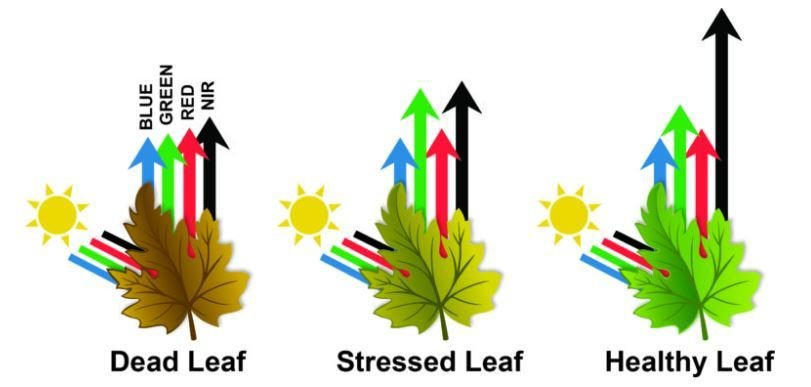 BLUE
GREEN
RED
NIR
Dead Leaf
Stressed Leaf
Healthy Leaf